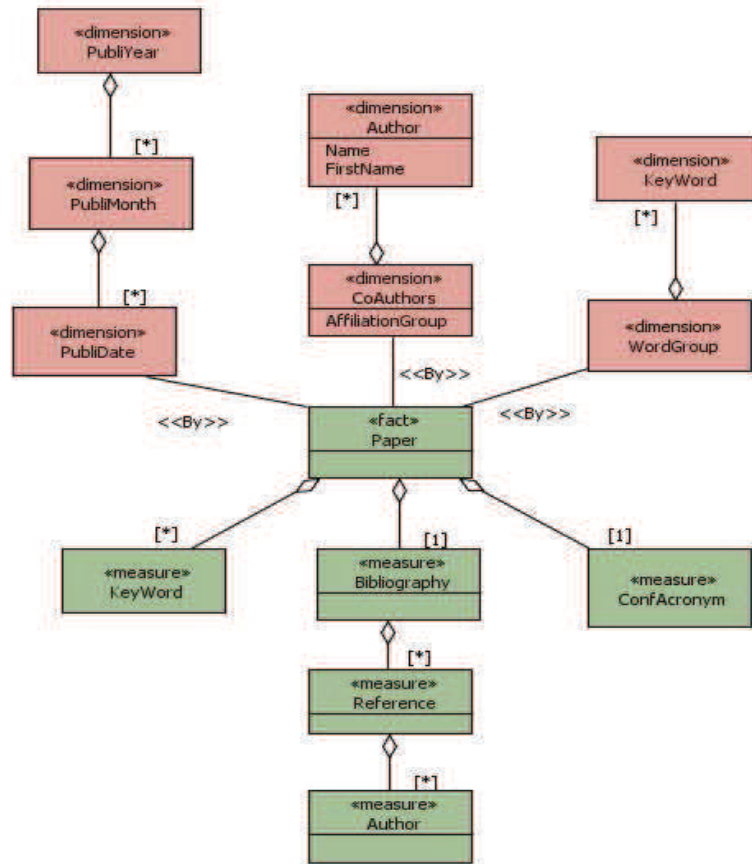 «dimension»
PubliYear
[*]
«dimension»
PubliMonth
[*]
«dimension»
PubliDate
«dimension»
Author
Name
FirstName
[*]
«dimension»
CoAuthors
AffiliationGroup
«dimension»
KeyWord
[*]
«dimension»
WordGroup
<<By>>
<<By>>
<<By>>
«fact»
Paper
[*]
[1]
[1]
«measure»
KeyWord
«measure»
Bibliography
«measure»
ConfAcronym
[*]
«measure»
Reference
[*]
«measure»
Author